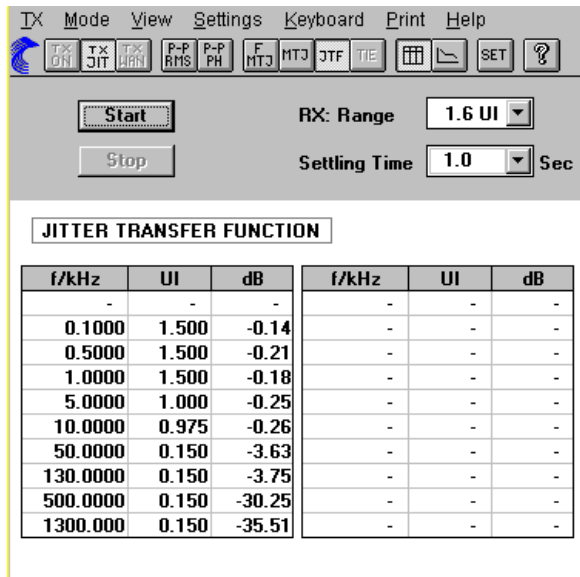 TX Mode View Settings Keyboard Print Help
TX ON TX JIT TX WAN P-P RMS P-P PH F MTJ MTJ JTF TIE SET ?
Start RX: Range 1.6 UI
Stop Settling Time 1.0 Sec
JITTER TRANSFER FUNCTION
f/kHz UI dB f/kHz UI dB
- - - - - -
0.1000 1.500 -0.14 - - -
0.5000 1.500 -0.21 - - -
1.0000 1.500 -0.18 - - -
5.0000 1.000 -0.25 - - -
10.0000 0.975 -0.26 - - -
50.0000 0.150 -3.63 - - -
130.0000 0.150 -3.75 - - -
500.0000 0.150 -30.25 - - -
1300.000 0.150 -35.51 - - -